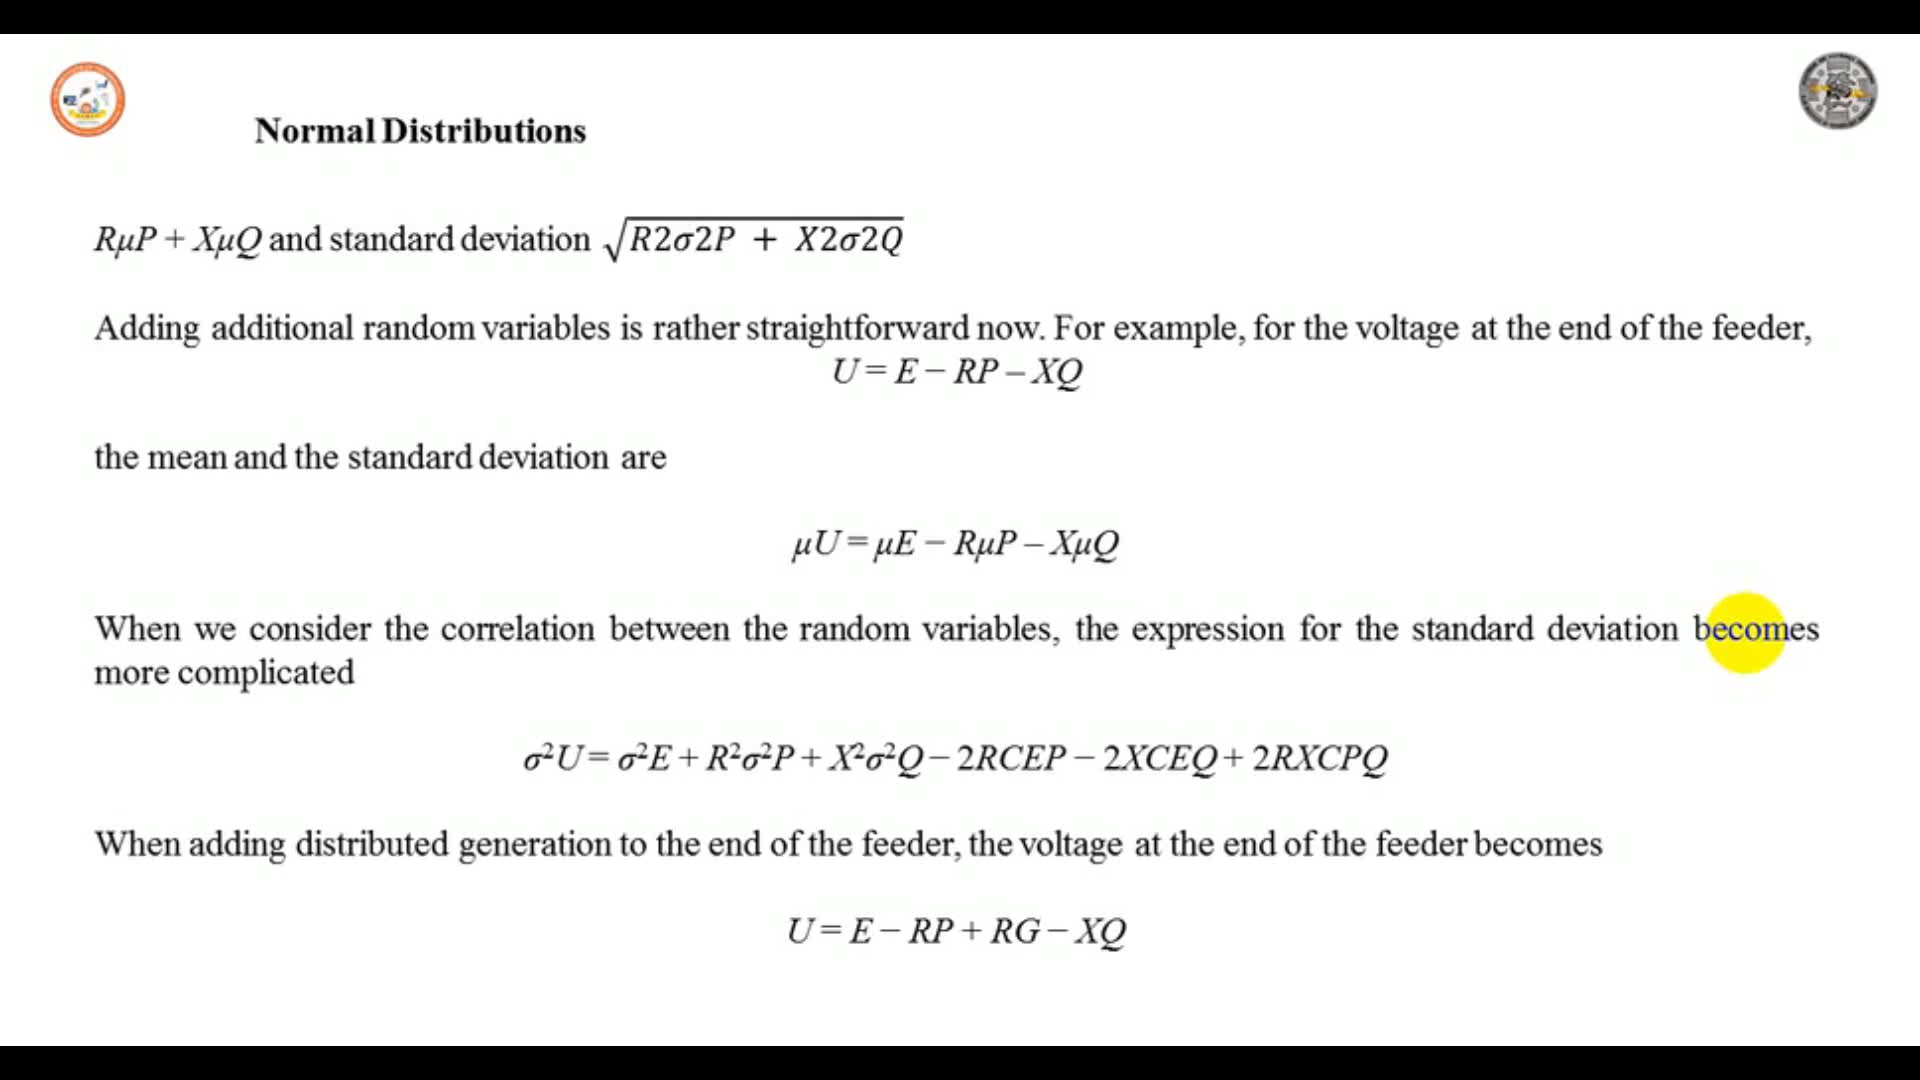 Normal Distributions
RμP + XμQ and standard deviation √R2σ2P + X2σ2Q
Adding additional random variables is rather straightforward now. For example, for the voltage at the end of the feeder,
U = E − RP − XQ
the mean and the standard deviation are
μU = μE − RμP − XμQ
When we consider the correlation between the random variables, the expression for the standard deviation becomes
more complicated
σ²U = σ²E + R²σ²P + X²σ²Q − 2RCEP − 2XCEQ + 2RXCPQ
When adding distributed generation to the end of the feeder, the voltage at the end of the feeder becomes
U = E − RP + RG − XQ